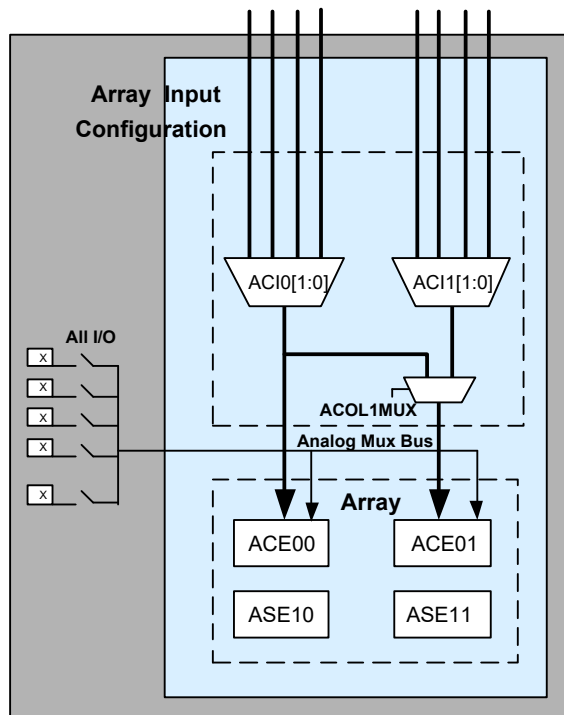 Array Input
Configuration
ACI0[1:0]
ACI1[1:0]
All I/O
X
X
X
X
X
ACOL1MUX
Analog Mux Bus
Array
ACE00
ACE01
ASE10
ASE11